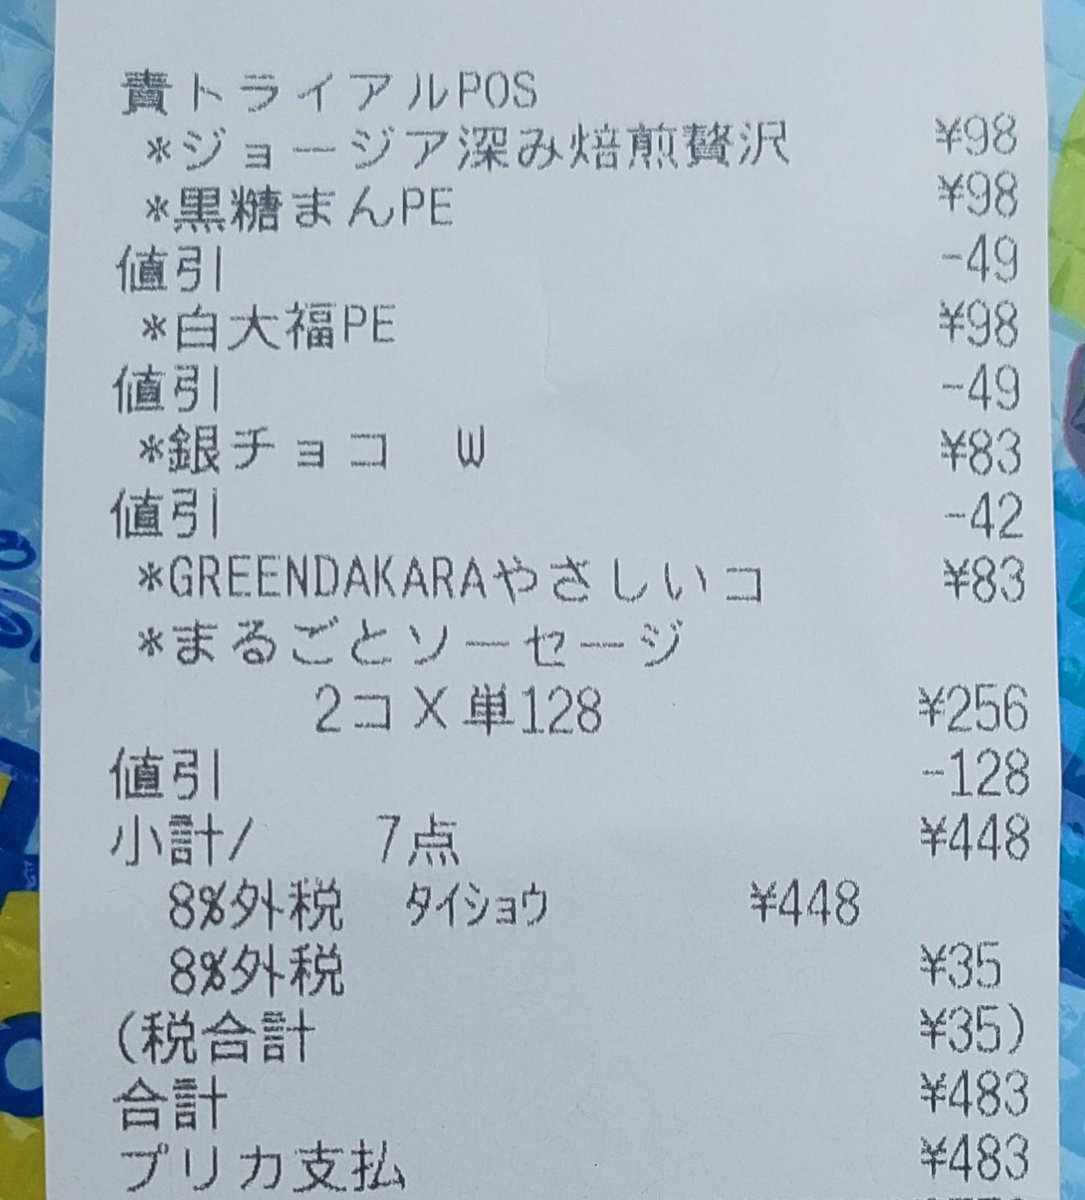 責トライアルPOS
*ジョージア深み焙煎贅沢 ¥98
*黒糖まんPE ¥98
値引 -49
*白大福PE ¥98
値引 -49
*銀チョコ W ¥83
値引 -42
*GREENDAKARAやさしいコ ¥83
*まるごとソーセージ
2コX単128 ¥256
値引 -128
小計/ 7点 ¥448
8%外税 タイショウ ¥448
8%外税 ¥35
(税合計 ¥35)
合計 ¥483
プリカ支払 ¥483